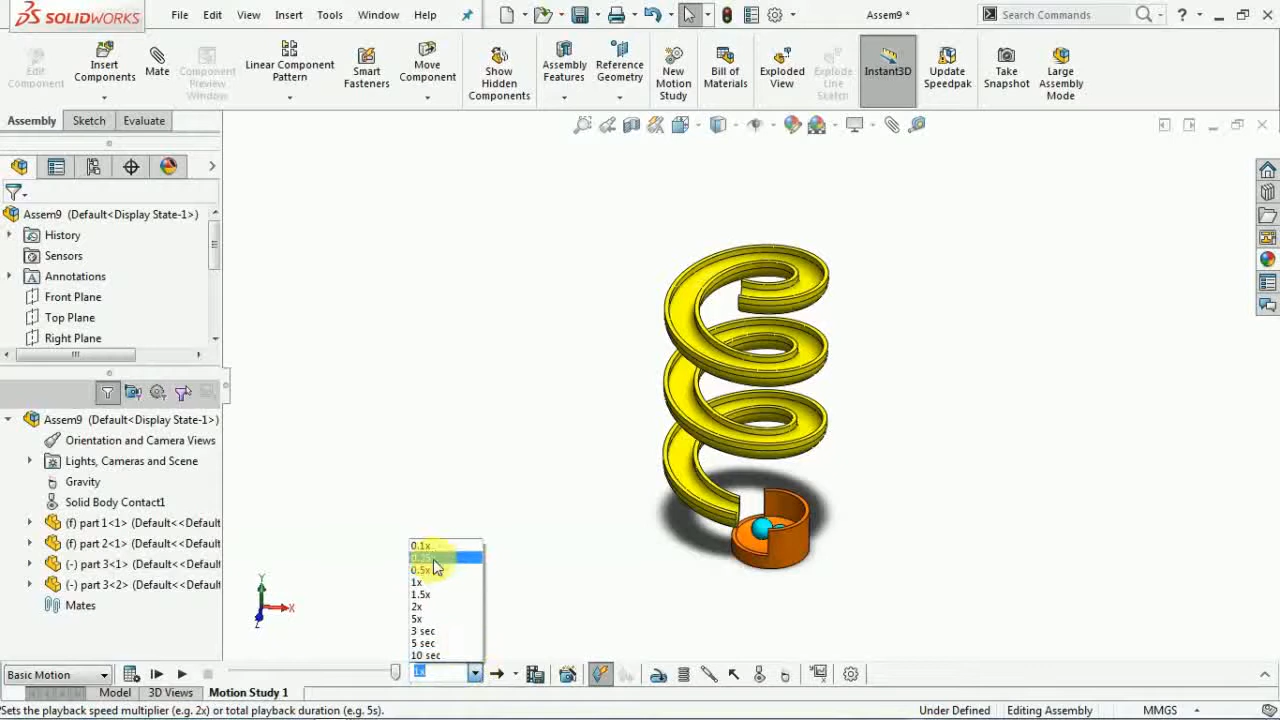 SOLIDWORKS
File Edit View Insert Tools Window Help
Assem9 *
Search Commands
Edit Component
Insert Components
Mate
Component Preview Window
Linear Component Pattern
Smart Fasteners
Move Component
Show Hidden Components
Assembly Features
Reference Geometry
New Motion Study
Bill of Materials
Exploded View
Explode Line Sketch
Instant3D
Update Speedpak
Take Snapshot
Large Assembly Mode
Assembly Sketch Evaluate
Assem9 (Default<Display State-1>)
History
Sensors
Annotations
Front Plane
Top Plane
Right Plane
Assem9 (Default<Display State-1>)
Orientation and Camera Views
Lights, Cameras and Scene
Gravity
Solid Body Contact1
(f) part 1<1> (Default<<Default
(f) part 2<1> (Default<<Default
(-) part 3<1> (Default<<Default
(-) part 3<2> (Default<<Default
Mates
Y
X
Z
0.1x
0.5x
1x
1.5x
2x
5x
3 sec
5 sec
10 sec
Basic Motion
1x
Model 3D Views Motion Study 1
Sets the playback speed multiplier (e.g. 2x) or total playback duration (e.g. 5s).
Under Defined Editing Assembly MMGS